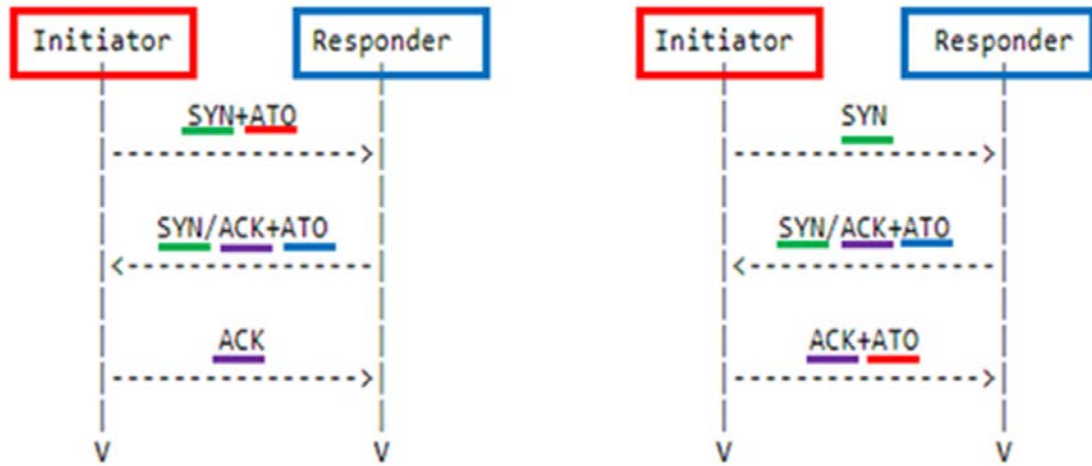 Initiator Responder Initiator Responder
SYN+ATO SYN
---------------->| ---------------->|
SYN/ACK+ATO SYN/ACK+ATO
<---------------- <----------------
ACK ACK+ATO
---------------->| ---------------->|
V V V V